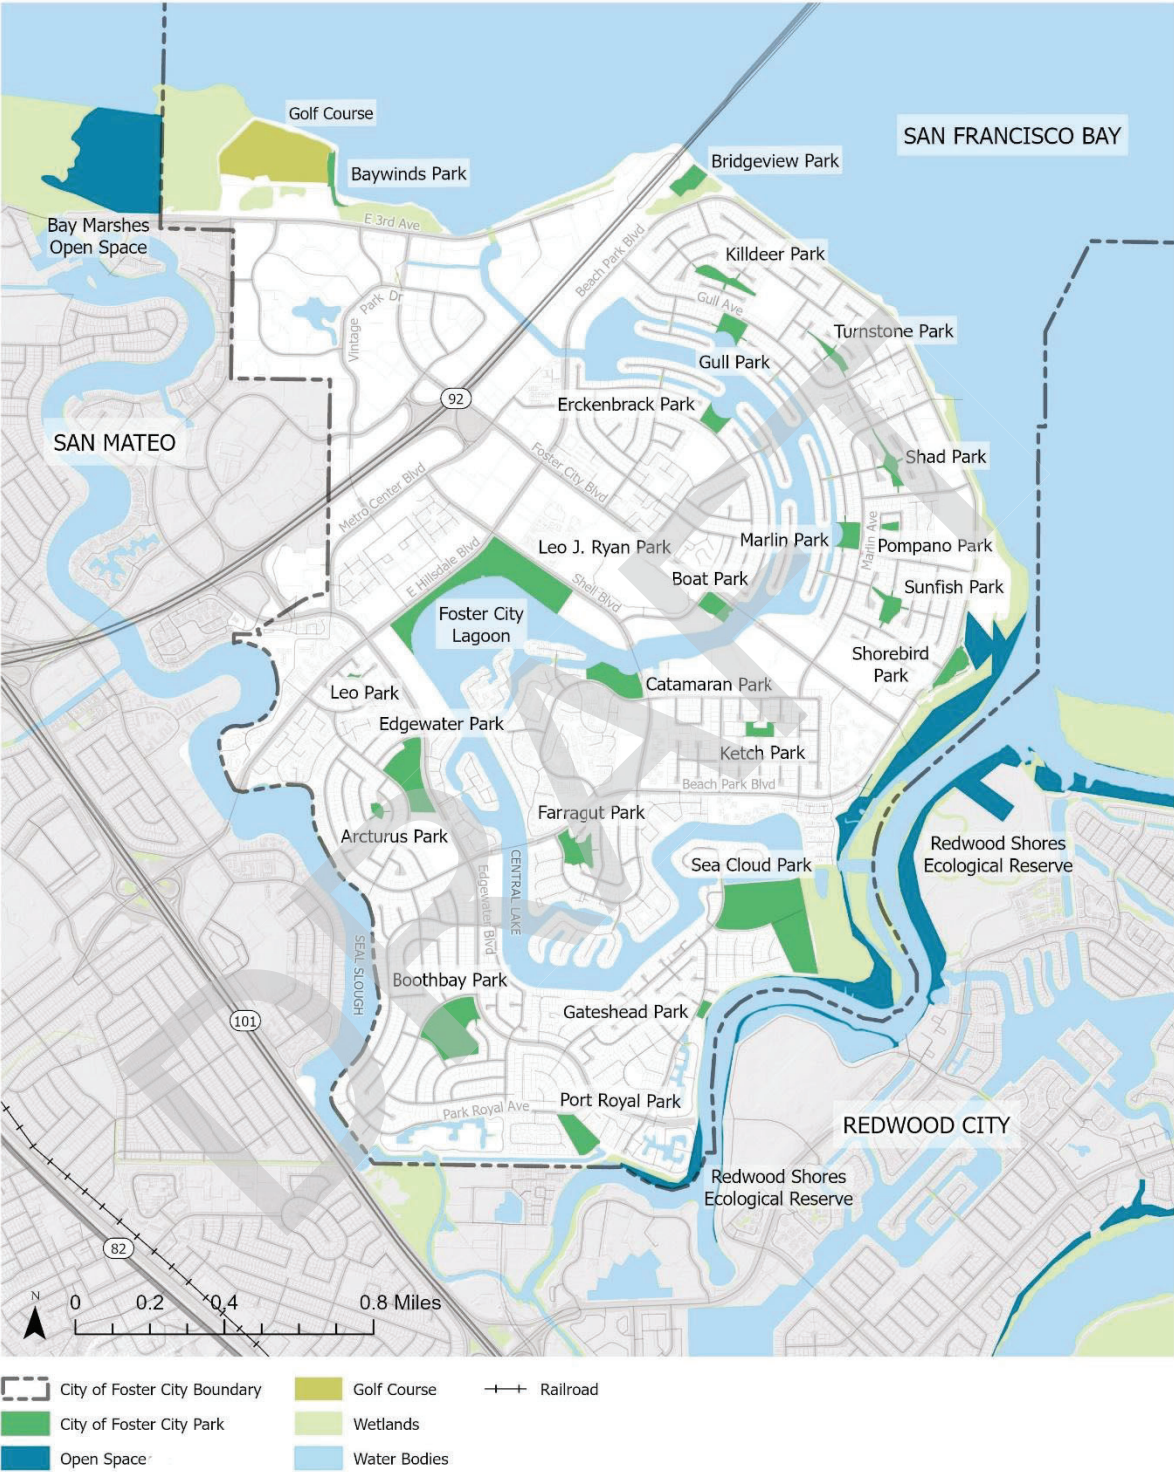 Golf Course
SAN FRANCISCO BAY
Bridgeview Park
Baywinds Park
E 3rd Ave
Bay Marshes
Open Space
Beach Park Blvd
Killdeer Park
Gull Ave
Vintage Park Dr
Turnstone Park
Gull Park
92
Erckenbrack Park
SAN MATEO
Foster City Blvd
Shad Park
Metro Center Blvd
Marlin Ave
Leo J. Ryan Park
Marlin Park
Pompano Park
E Hillsdale Blvd
Shell Blvd
Boat Park
Sunfish Park
Foster City
Lagoon
Shorebird
Park
Leo Park
Catamaran Park
Edgewater Park
Ketch Park
Beach Park Blvd
Farragut Park
Arcturus Park
Redwood Shores
Ecological Reserve
Sea Cloud Park
CENTRAL LAKE
Edgewater Blvd
SEAL SLOUGH
Boothbay Park
Gateshead Park
101
Port Royal Park
Park Royal Ave
REDWOOD CITY
Redwood Shores
Ecological Reserve
82
DRAFT
N
0 0.2 0.4 0.8 Miles
City of Foster City Boundary
Golf Course
Railroad
City of Foster City Park
Wetlands
Open Space
Water Bodies